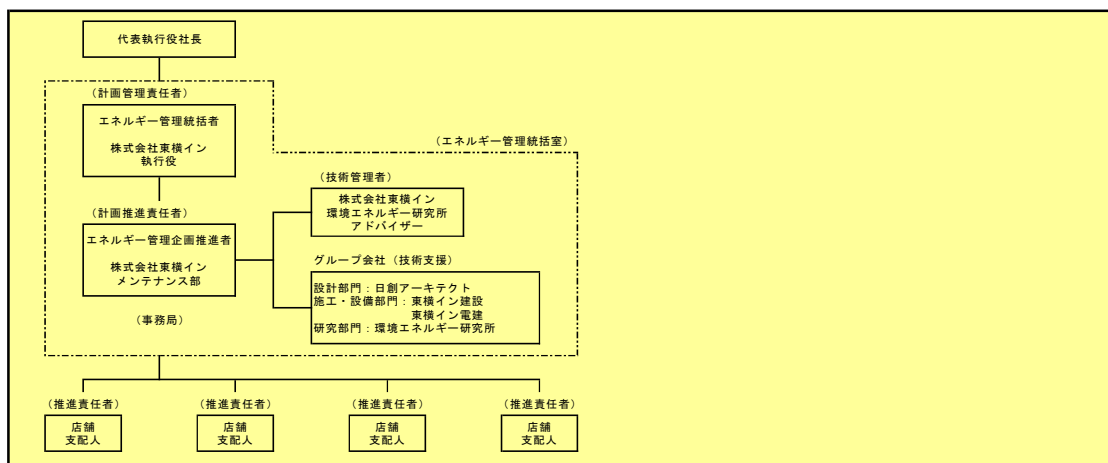 代表執行役社長
（計画管理責任者）
エネルギー管理統括者
株式会社東横イン
執行役
（エネルギー管理統括室）
（技術管理者）
株式会社東横イン
環境エネルギー研究所
アドバイザー
（計画推進責任者）
エネルギー管理企画推進者
株式会社東横イン
メンテナンス部
グループ会社（技術支援）
設計部門：日創アーキテクト
施工・設備部門：東横イン建設
東横イン電建
研究部門：環境エネルギー研究所
（事務局）
（推進責任者）
店舗
支配人
（推進責任者）
店舗
支配人
（推進責任者）
店舗
支配人
（推進責任者）
店舗
支配人